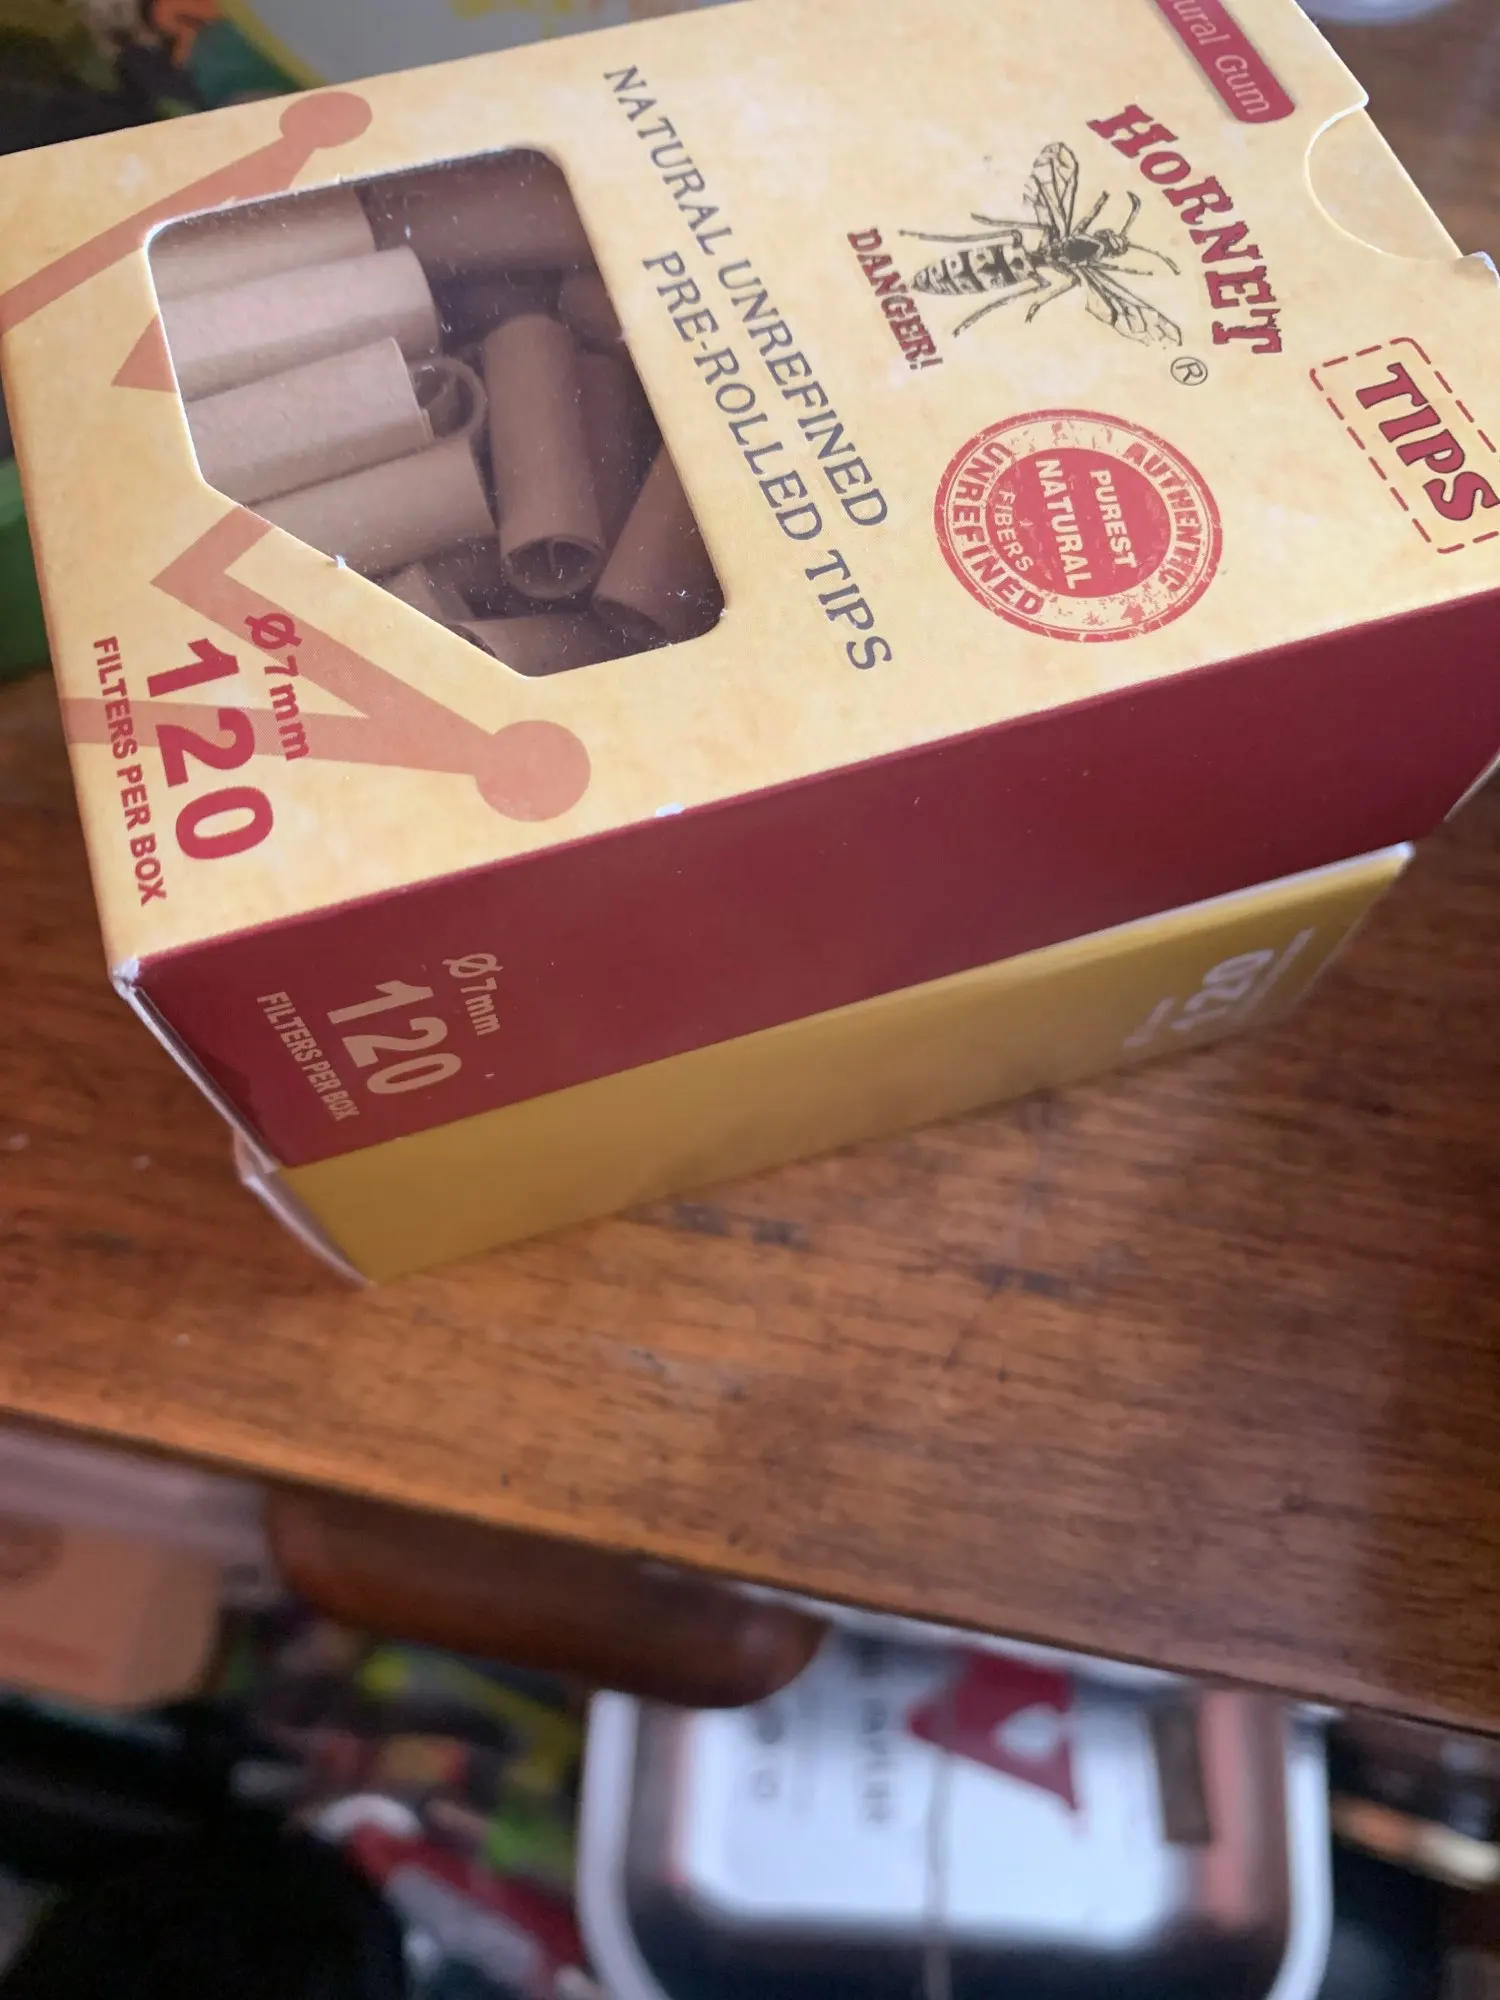 ural Gum
HORNET
DANGER!
®
TIPS
NATURAL UNREFINED
PRE-ROLLED TIPS
AUTHENTIC
PUREST
NATURAL
FIBERS
UNREFINED
Ø7mm
120
FILTERS PER BOX
Ø7mm
120
FILTERS PER BOX
120